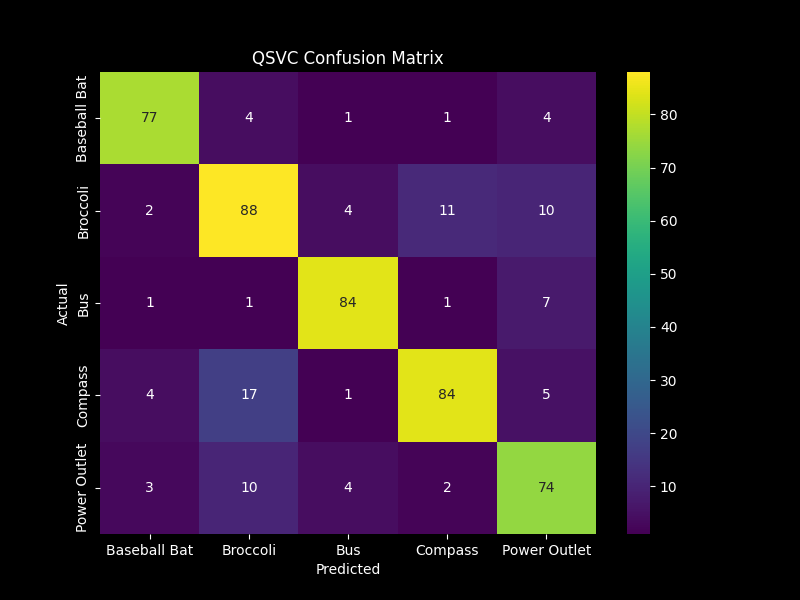 QSVC Confusion Matrix
Actual
Baseball Bat 77 4 1 1 4
Broccoli 2 88 4 11 10
Bus 1 1 84 1 7
Compass 4 17 1 84 5
Power Outlet 3 10 4 2 74
Baseball Bat Broccoli Bus Compass Power Outlet
Predicted
80
70
60
50
40
30
20
10